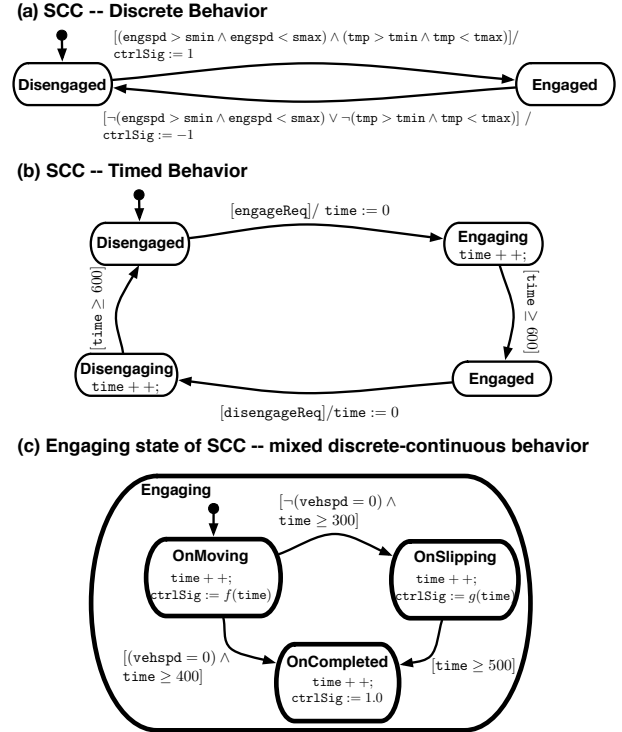 (a) SCC -- Discrete Behavior
[(engspd > smin ∧ engspd < smax) ∧ (tmp > tmin ∧ tmp < tmax)]/
ctrlSig := 1
Disengaged
Engaged
[¬(engspd > smin ∧ engspd < smax) ∨ ¬(tmp > tmin ∧ tmp < tmax)] /
ctrlSig := −1
(b) SCC -- Timed Behavior
[engageReq]/ time := 0
Disengaged
Engaging
time + +;
[time ≥ 600]
[time ≥ 600]
Disengaging
time + +;
Engaged
[disengageReq]/time := 0
(c) Engaging state of SCC -- mixed discrete-continuous behavior
Engaging
[¬(vehspd = 0) ∧
time ≥ 300]
OnMoving
time + +;
ctrlSig := f(time)
OnSlipping
time + +;
ctrlSig := g(time)
[(vehspd = 0) ∧
time ≥ 400]
OnCompleted
time + +;
ctrlSig := 1.0
[time ≥ 500]